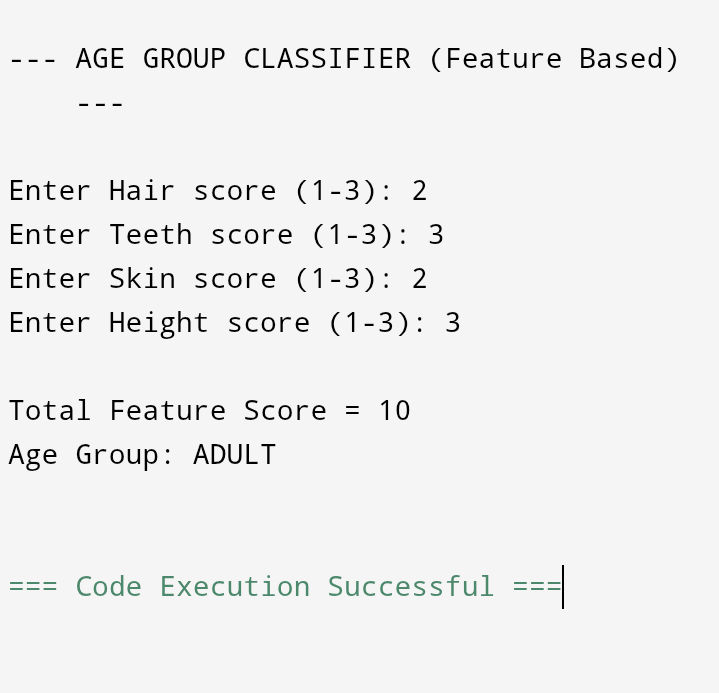 --- AGE GROUP CLASSIFIER (Feature Based)
---
Enter Hair score (1-3): 2
Enter Teeth score (1-3): 3
Enter Skin score (1-3): 2
Enter Height score (1-3): 3
Total Feature Score = 10
Age Group: ADULT
=== Code Execution Successful ===